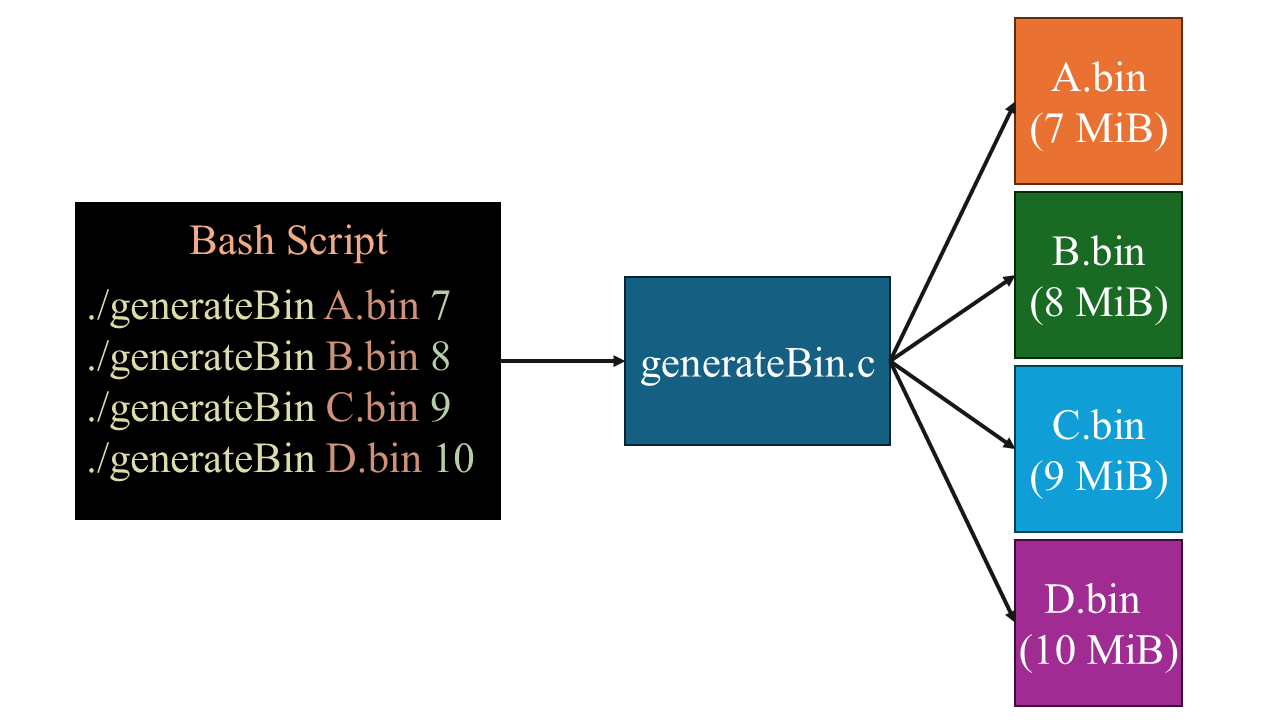 Bash Script
./generateBin A.bin 7
./generateBin B.bin 8
./generateBin C.bin 9
./generateBin D.bin 10
generateBin.c
A.bin
(7 MiB)
B.bin
(8 MiB)
C.bin
(9 MiB)
D.bin
(10 MiB)